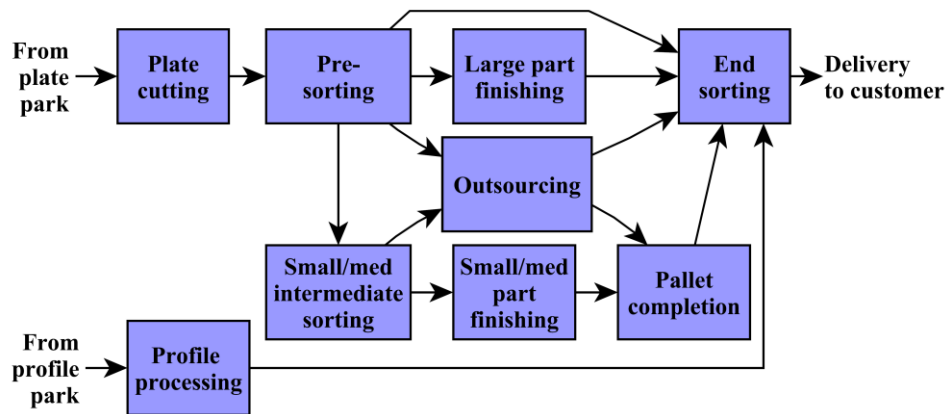 From
plate
park
Plate
cutting
Pre-
sorting
Large part
finishing
End
sorting
Delivery
to customer
Outsourcing
Small/med
intermediate
sorting
Small/med
part
finishing
Pallet
completion
From
profile
park
Profile
processing